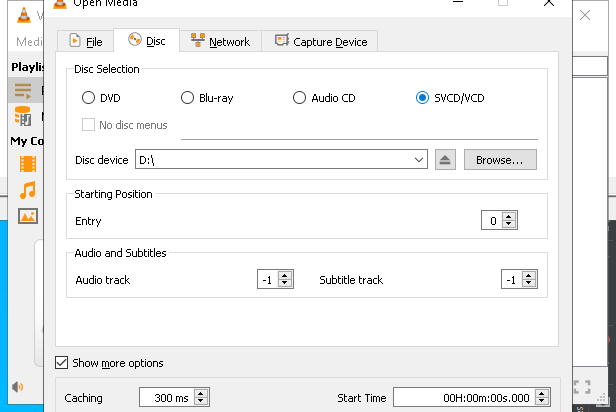 Open Media
V
Medi
File
Disc
Network
Capture Device
Playlis
Disc Selection
DVD
Blu-ray
Audio CD
SVCD/VCD
No disc menus
My Co
Disc device
D:\
Browse...
Starting Position
Entry
0
Audio and Subtitles
Audio track
-1
Subtitle track
-1
Show more options
Caching
300 ms
Start Time
00H:00m:00s.000